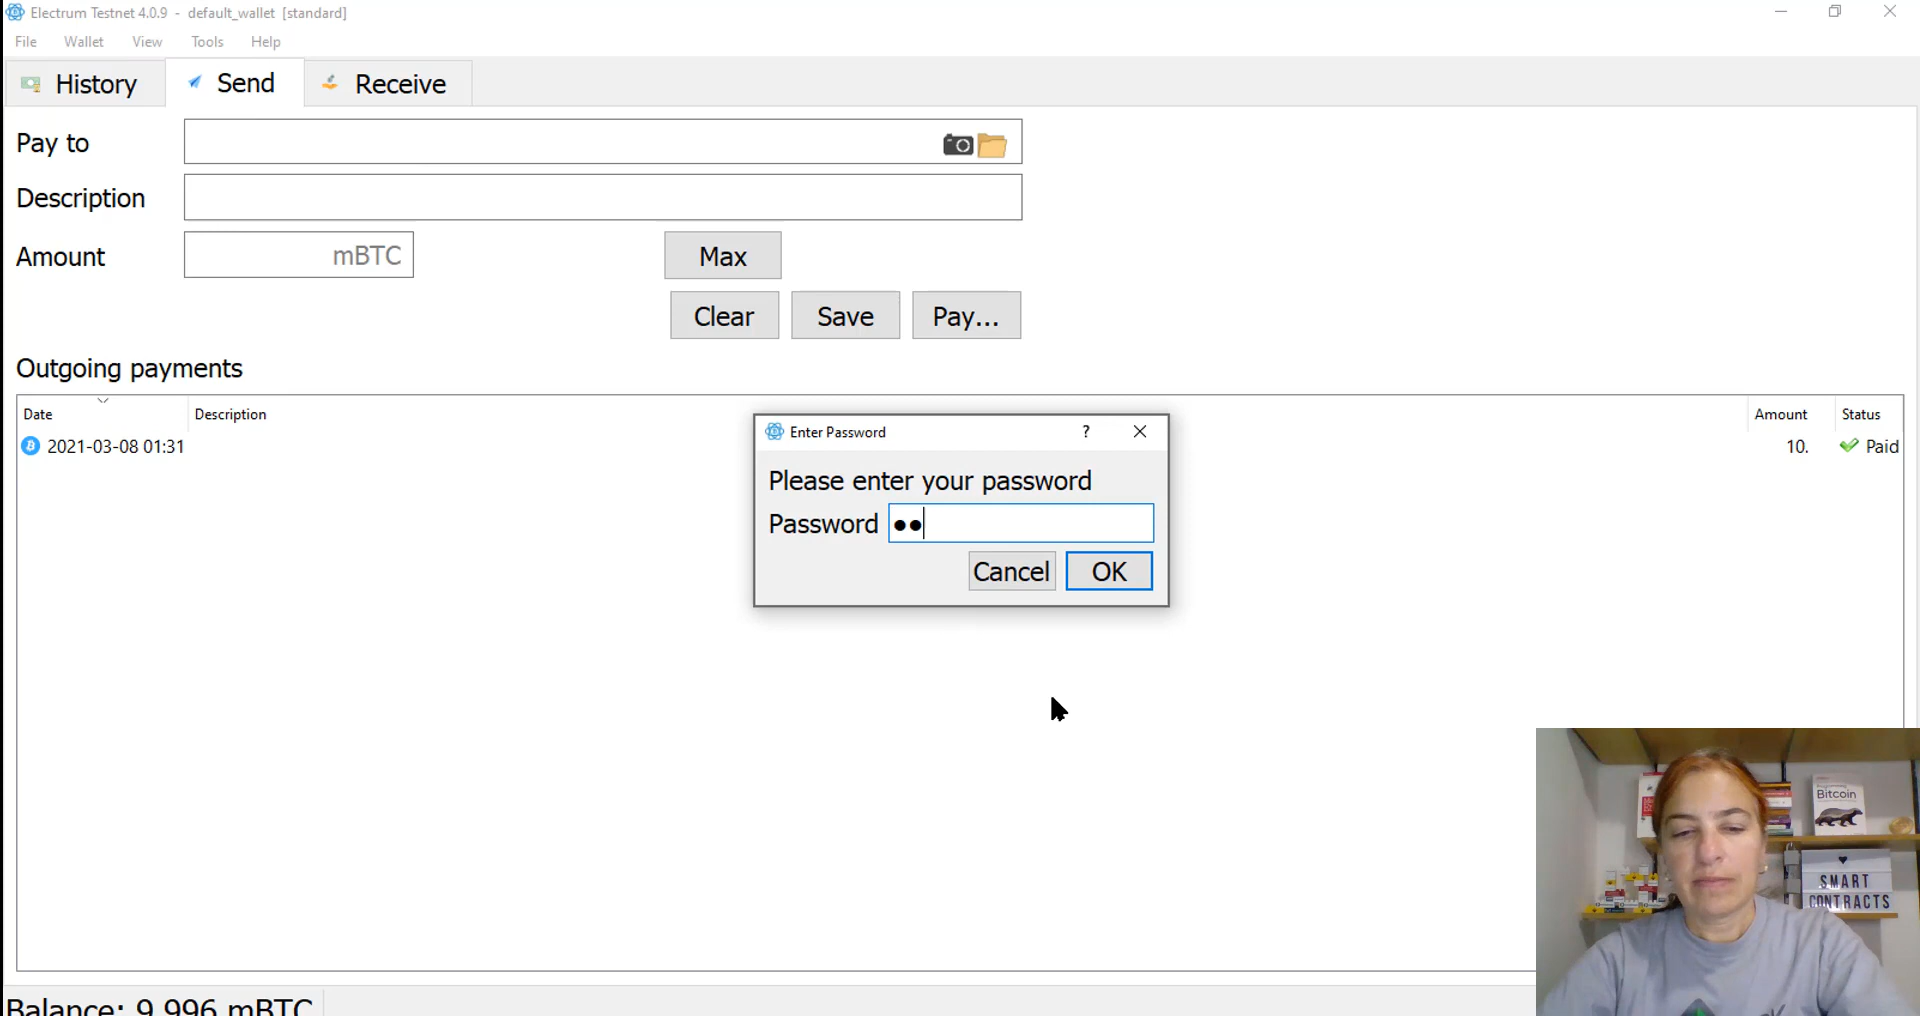 Electrum Testnet 4.0.9 - default_wallet [standard]
File Wallet View Tools Help
History Send Receive
Pay to
Description
Amount mBTC Max
Clear Save Pay...
Outgoing payments
Date Description Amount Status
2021-03-08 01:31 10. Paid
Enter Password ?
Please enter your password
Password
Cancel OK
Bitcoin
SMART
CONTRACTS
Balance: 9.996 mBTC